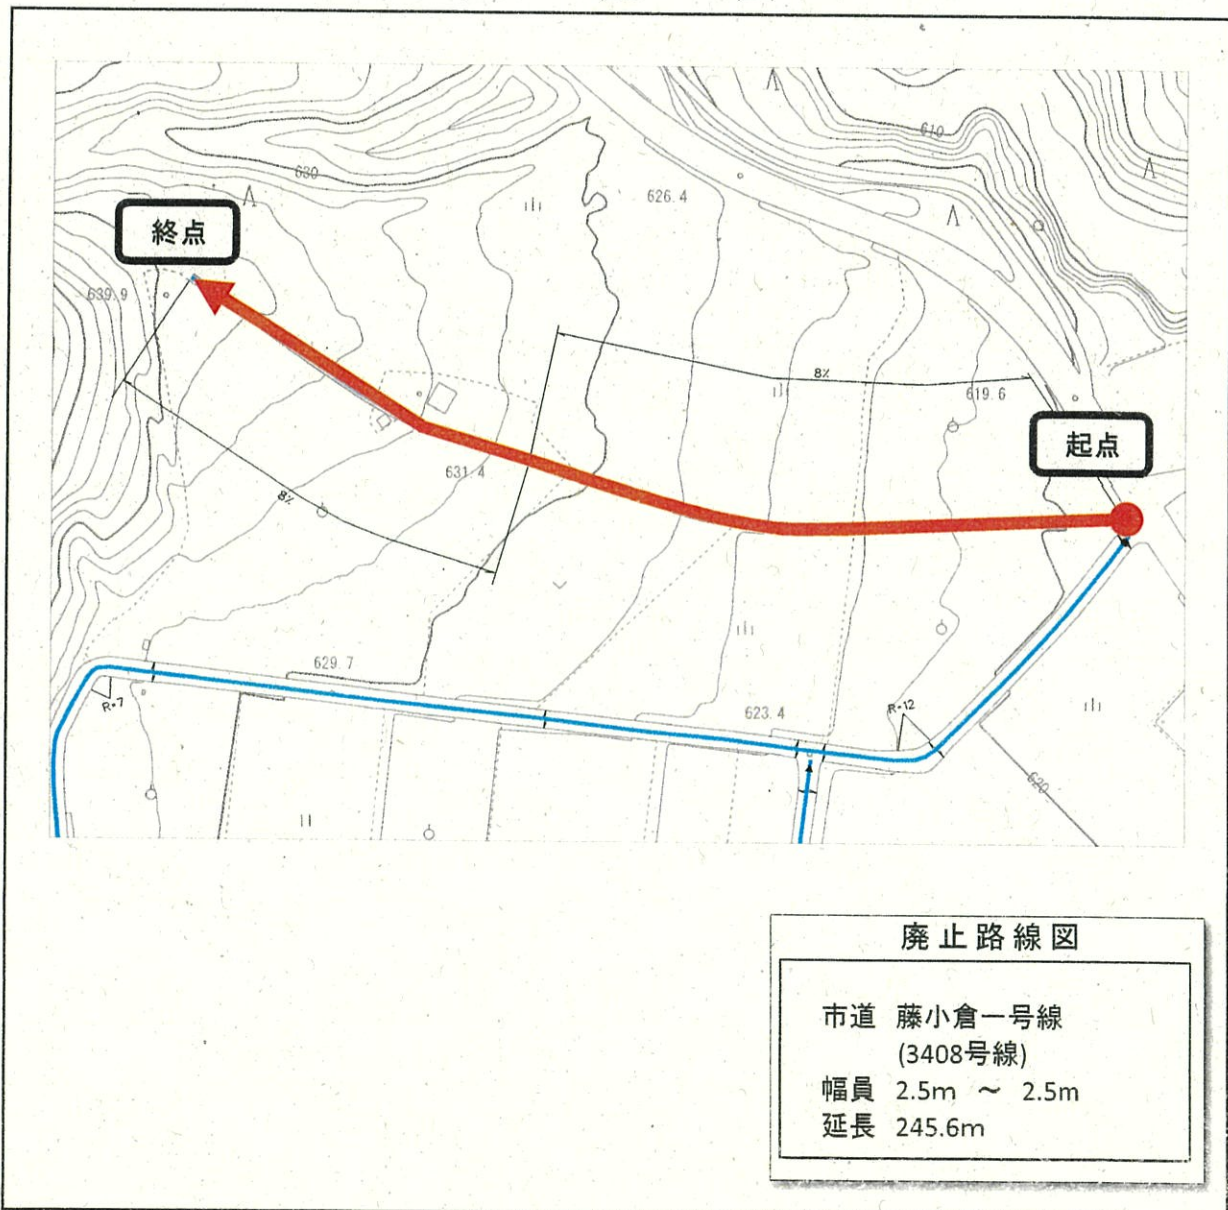 610
630
626.4
終点
639.9
8%
619.6
起点
631.4
8%
629.7
R=7
623.4
R=12
620
廃止路線図
市道 藤小倉一号線
(3408号線)
幅員 2.5m ～ 2.5m
延長 245.6m